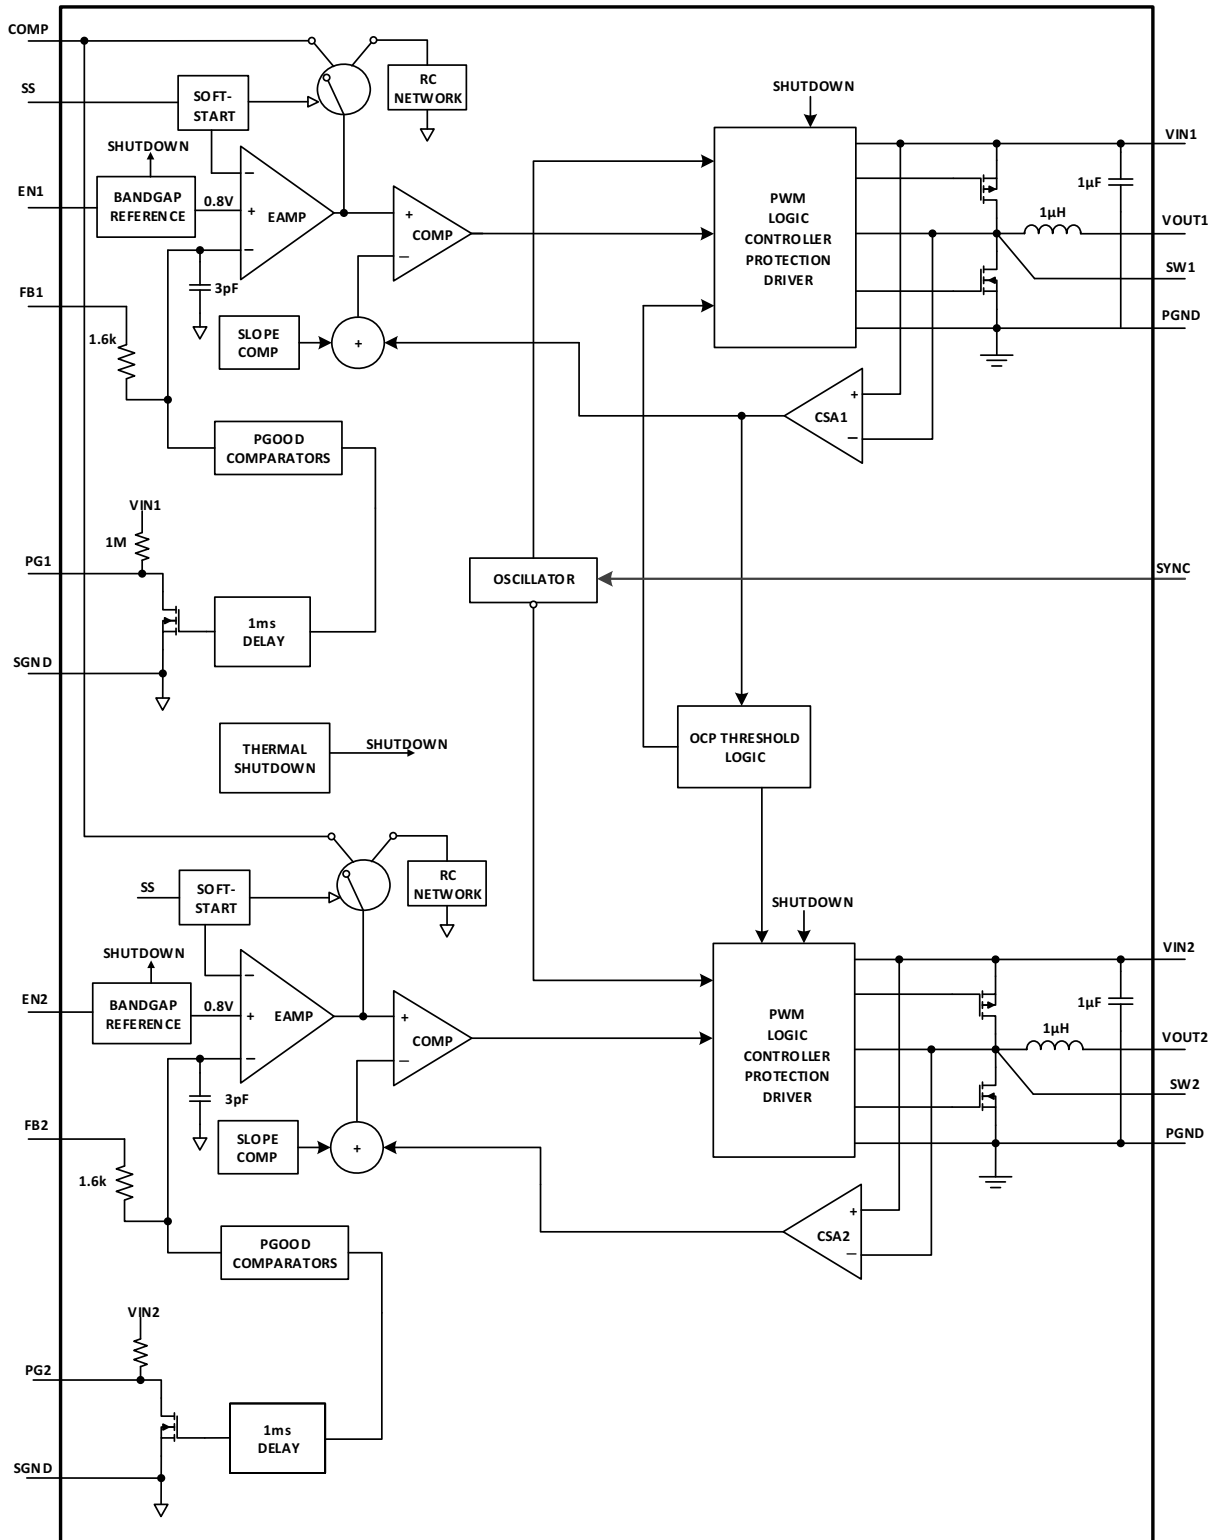 COMP
SS
SOFT-
START
RC
NETWORK
SHUTDOWN
SHUTDOWN
VIN1
EN1
BANDGAP
REFERENCE
0.8V
−
+
−
EAMP
+
−
COMP
PWM
LOGIC
CONTROLLER
PROTECTION
DRIVER
1µF
1µH
VOUT1
SW1
3pF
FB1
1.6k
SLOPE
COMP
+
PGND
+
−
CSA1
PGOOD
COMPARATORS
VIN1
1M
PG1
OSCILLATOR
SYNC
1ms
DELAY
SGND
THERMAL
SHUTDOWN
SHUTDOWN
OCP THRESHOLD
LOGIC
SS
SOFT-
START
RC
NETWORK
SHUTDOWN
SHUTDOWN
VIN2
EN2
BANDGAP
REFERENCE
0.8V
−
+
−
EAMP
+
−
COMP
PWM
LOGIC
CONTROLLER
PROTECTION
DRIVER
1µF
1µH
VOUT2
SW2
3pF
FB2
1.6k
SLOPE
COMP
+
PGND
+
−
CSA2
PGOOD
COMPARATORS
VIN2
PG2
1ms
DELAY
SGND